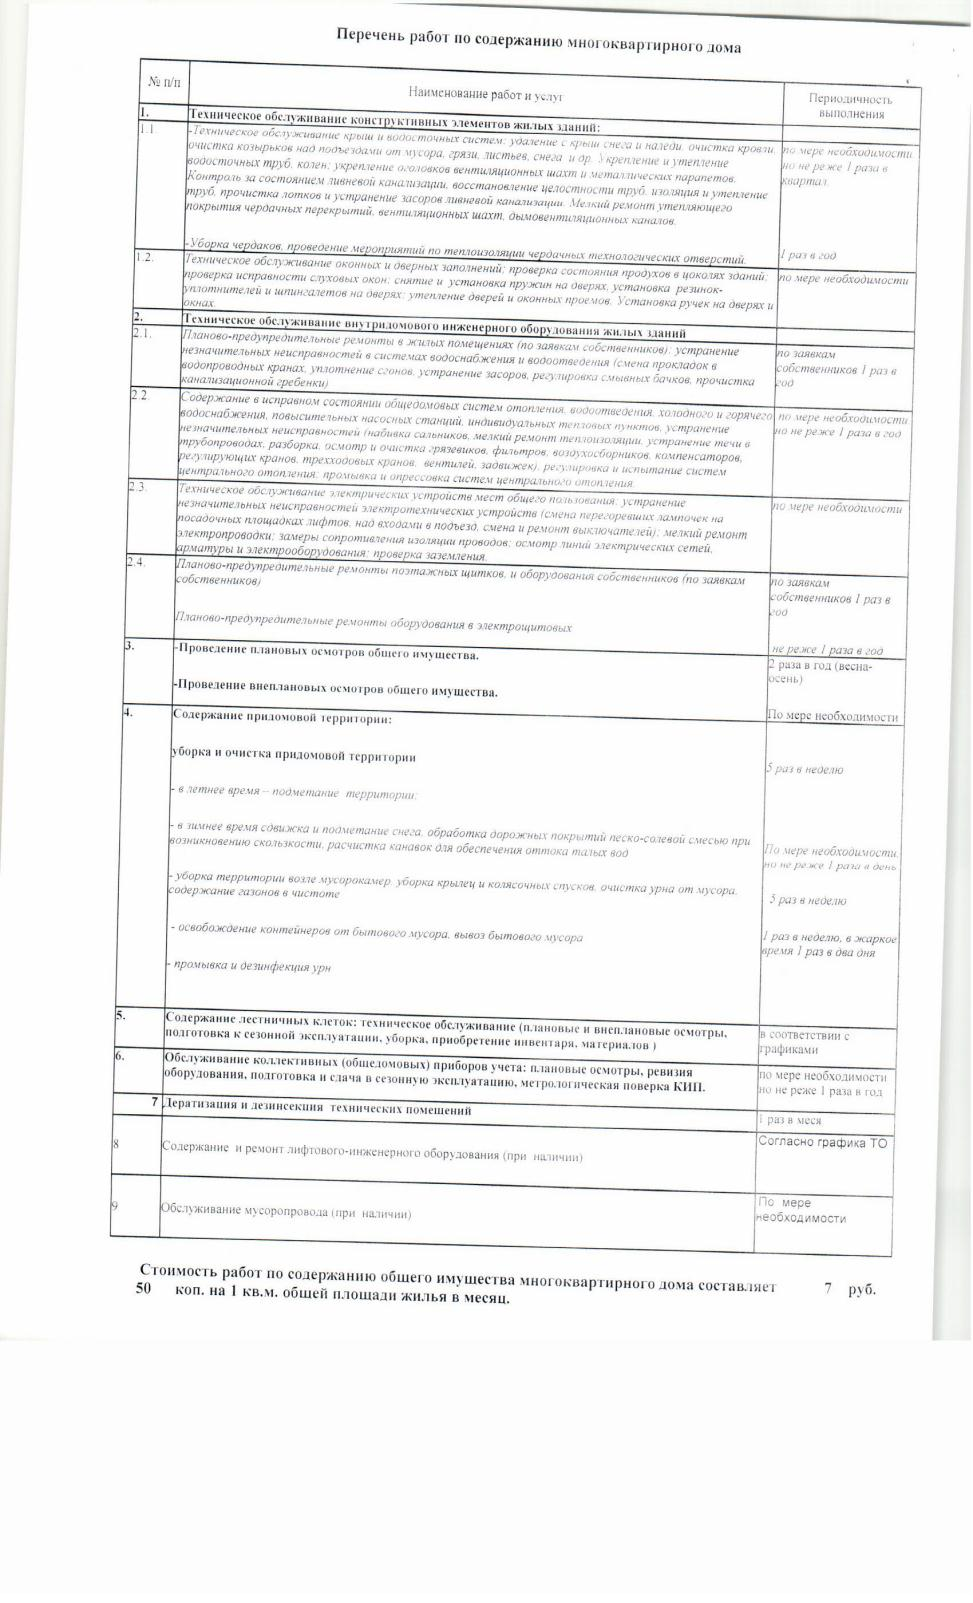 Перечень работ по содержанию многоквартирного дома
№ п/п
Наименование работ и услуг
Периодичность
выполнения
1.
Техническое обслуживание конструктивных элементов жилых зданий:
1.1
-Техническое обслуживание крыш и водосточных систем: удаление с крыш снега и наледи, очистка кровли,
очистка козырьков над подъездами от мусора, грязи, листьев, снега и др. Укрепление и утепление
водосточных труб, колен; укрепление оголовков вентиляционных шахт и металлических парапетов.
Контроль за состоянием ливневой канализации, восстановление целостности труб, изоляция и утепление
труб, прочистка лотков и устранение засоров ливневой канализации. Мелкий ремонт утепляющего
покрытия чердачных перекрытий, вентиляционных шахт, дымовентиляционных каналов.
по мере необходимости,
но не реже 1 раза в
квартал.
-Уборка чердаков, проведение мероприятий по теплоизоляции чердачных технологических отверстий.
1 раз в год
1.2.
Техническое обслуживание оконных и дверных заполнений; проверка состояния продухов в цоколях зданий;
проверка исправности слуховых окон; снятие и установка пружин на дверях, установка резинок-
уплотнителей и шпингалетов на дверях; утепление дверей и оконных проемов. Установка ручек на дверях и
окнах.
по мере необходимости
2.
Техническое обслуживание внутридомового инженерного оборудования жилых зданий
2.1.
Планово-предупредительные ремонты в жилых помещениях (по заявкам собственников); устранение
незначительных неисправностей в системах водоснабжения и водоотведения (смена прокладок в
водопроводных кранах, уплотнение сгонов, устранение засоров, регулировка смывных бачков, прочистка
канализационной гребенки)
по заявкам
собственников 1 раз в
год
2.2.
Содержание в исправном состоянии общедомовых систем отопления, водоотведения, холодного и горячего
водоснабжения, повысительных насосных станций, индивидуальных тепловых пунктов, устранение
незначительных неисправностей (набивка сальников, мелкий ремонт теплоизоляции, устранение течи в
трубопроводах, разборка, осмотр и очистка грязевиков, фильтров, воздухосборников, компенсаторов,
регулирующих кранов, трехходовых кранов, вентилей, задвижек), регулировка и испытание систем
центрального отопления; промывка и опрессовка систем центрального отопления.
по мере необходимости,
но не реже 1 раза в год
2.3.
Техническое обслуживание электрических устройств мест общего пользования; устранение
незначительных неисправностей электротехнических устройств (смена перегоревших лампочек на
посадочных площадках лифтов, над входами в подъезд, смена и ремонт выключателей); мелкий ремонт
электропроводки; замеры сопротивления изоляции проводов; осмотр линий электрических сетей,
арматуры и электрооборудования; проверка заземления.
по мере необходимости
2.4.
Планово-предупредительные ремонты поэтажных щитков, и оборудования собственников (по заявкам
собственников)
по заявкам
собственников 1 раз в
год
Планово-предупредительные ремонты оборудования в электрощитовых
не реже 1 раза в год
3.
-Проведение плановых осмотров общего имущества.
2 раза в год (весна-
осень)
-Проведение внеплановых осмотров общего имущества.
По мере необходимости
4.
Содержание придомовой территории:
уборка и очистка придомовой территории
5 раз в неделю
- в летнее время – подметание территории;
- в зимнее время сдвижка и подметание снега, обработка дорожных покрытий песко-солевой смесью при
возникновению скользкости, расчистка канавок для обеспечения оттока талых вод
По мере необходимости,
но не реже 1 раза в день
- уборка территории возле мусорокамер, уборка крылец и колясочных спусков, очистка урна от мусора,
содержание газонов в чистоте
5 раз в неделю
- освобождение контейнеров от бытового мусора, вывоз бытового мусора
1 раз в неделю, в жаркое
время 1 раз в два дня
- промывка и дезинфекция урн
5.
Содержание лестничных клеток: техническое обслуживание (плановые и внеплановые осмотры,
подготовка к сезонной эксплуатации, уборка, приобретение инвентаря, материалов )
в соответствии с
графиками
6.
Обслуживание коллективных (общедомовых) приборов учета: плановые осмотры, ревизия
оборудования, подготовка и сдача в сезонную эксплуатацию, метрологическая поверка КИП.
по мере необходимости
но не реже 1 раза в год
7
Дератизация и дезинсекция технических помещений
1 раз в меся
8
Содержание и ремонт лифтового-инженерного оборудования (при наличии)
Согласно графика ТО
9
Обслуживание мусоропровода (при наличии)
По мере
необходимости
Стоимость работ по содержанию общего имущества многоквартирного дома составляет 7 руб.
50 коп. на 1 кв.м. общей площади жилья в месяц.